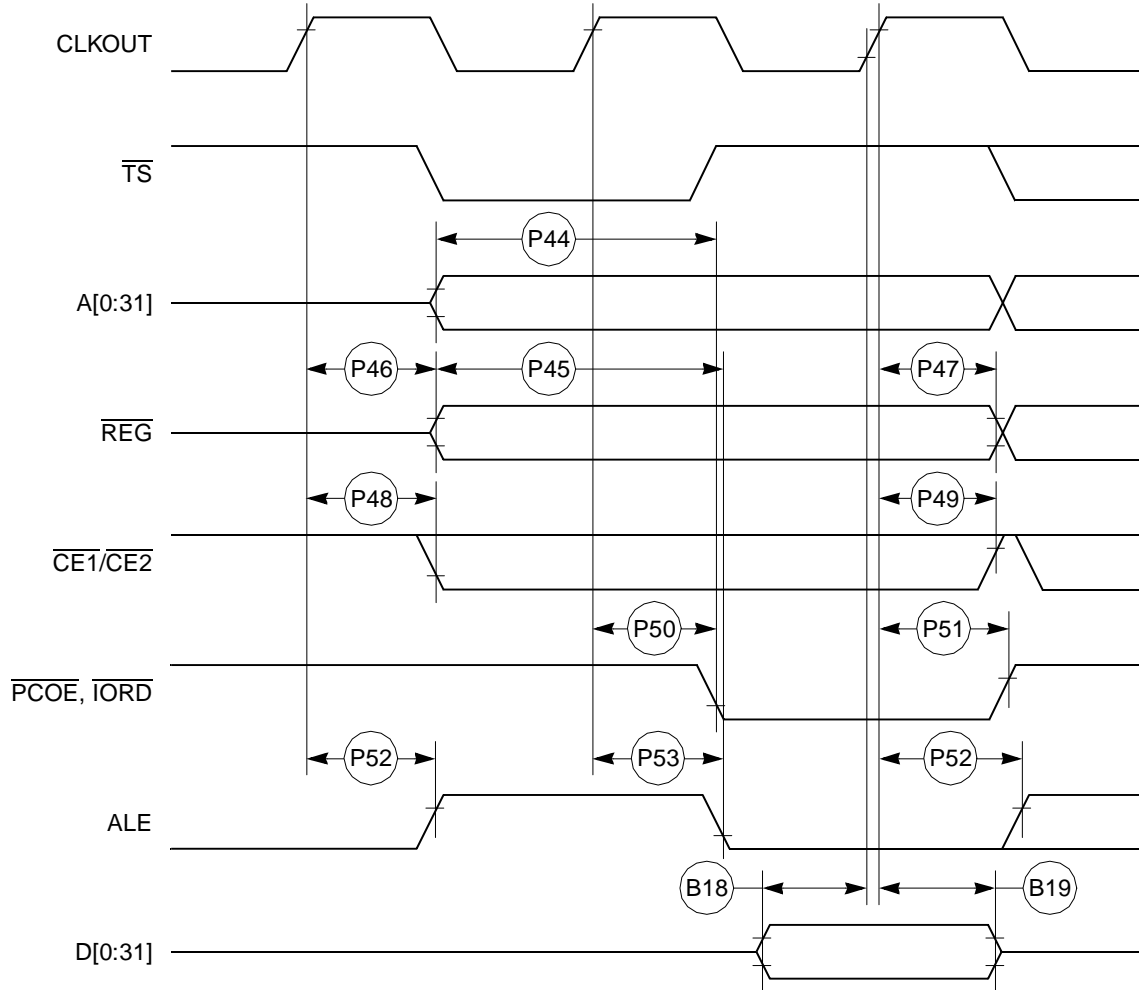 CLKOUT
TS
P44
A[0:31]
P46 P45 P47
REG
P48 P49
CE1/CE2
P50 P51
PCOE, IORD
P52 P53 P52
ALE
B18 B19
D[0:31]